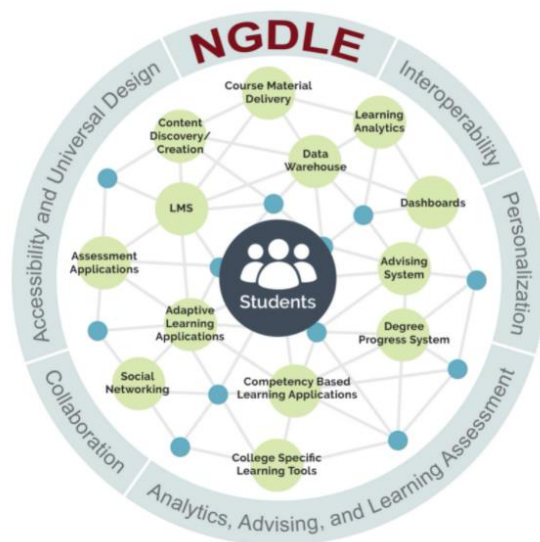 NGDLE
Interoperability
Personalization
Analytics, Advising, and Learning Assessment
Collaboration
Accessibility and Universal Design
Course Material
Delivery
Learning
Analytics
Content
Discovery/
Creation
Data
Warehouse
LMS
Dashboards
Assessment
Applications
Advising
System
Students
Adaptive
Learning
Applications
Degree
Progress System
Social
Networking
Competency Based
Learning Applications
College Specific
Learning Tools